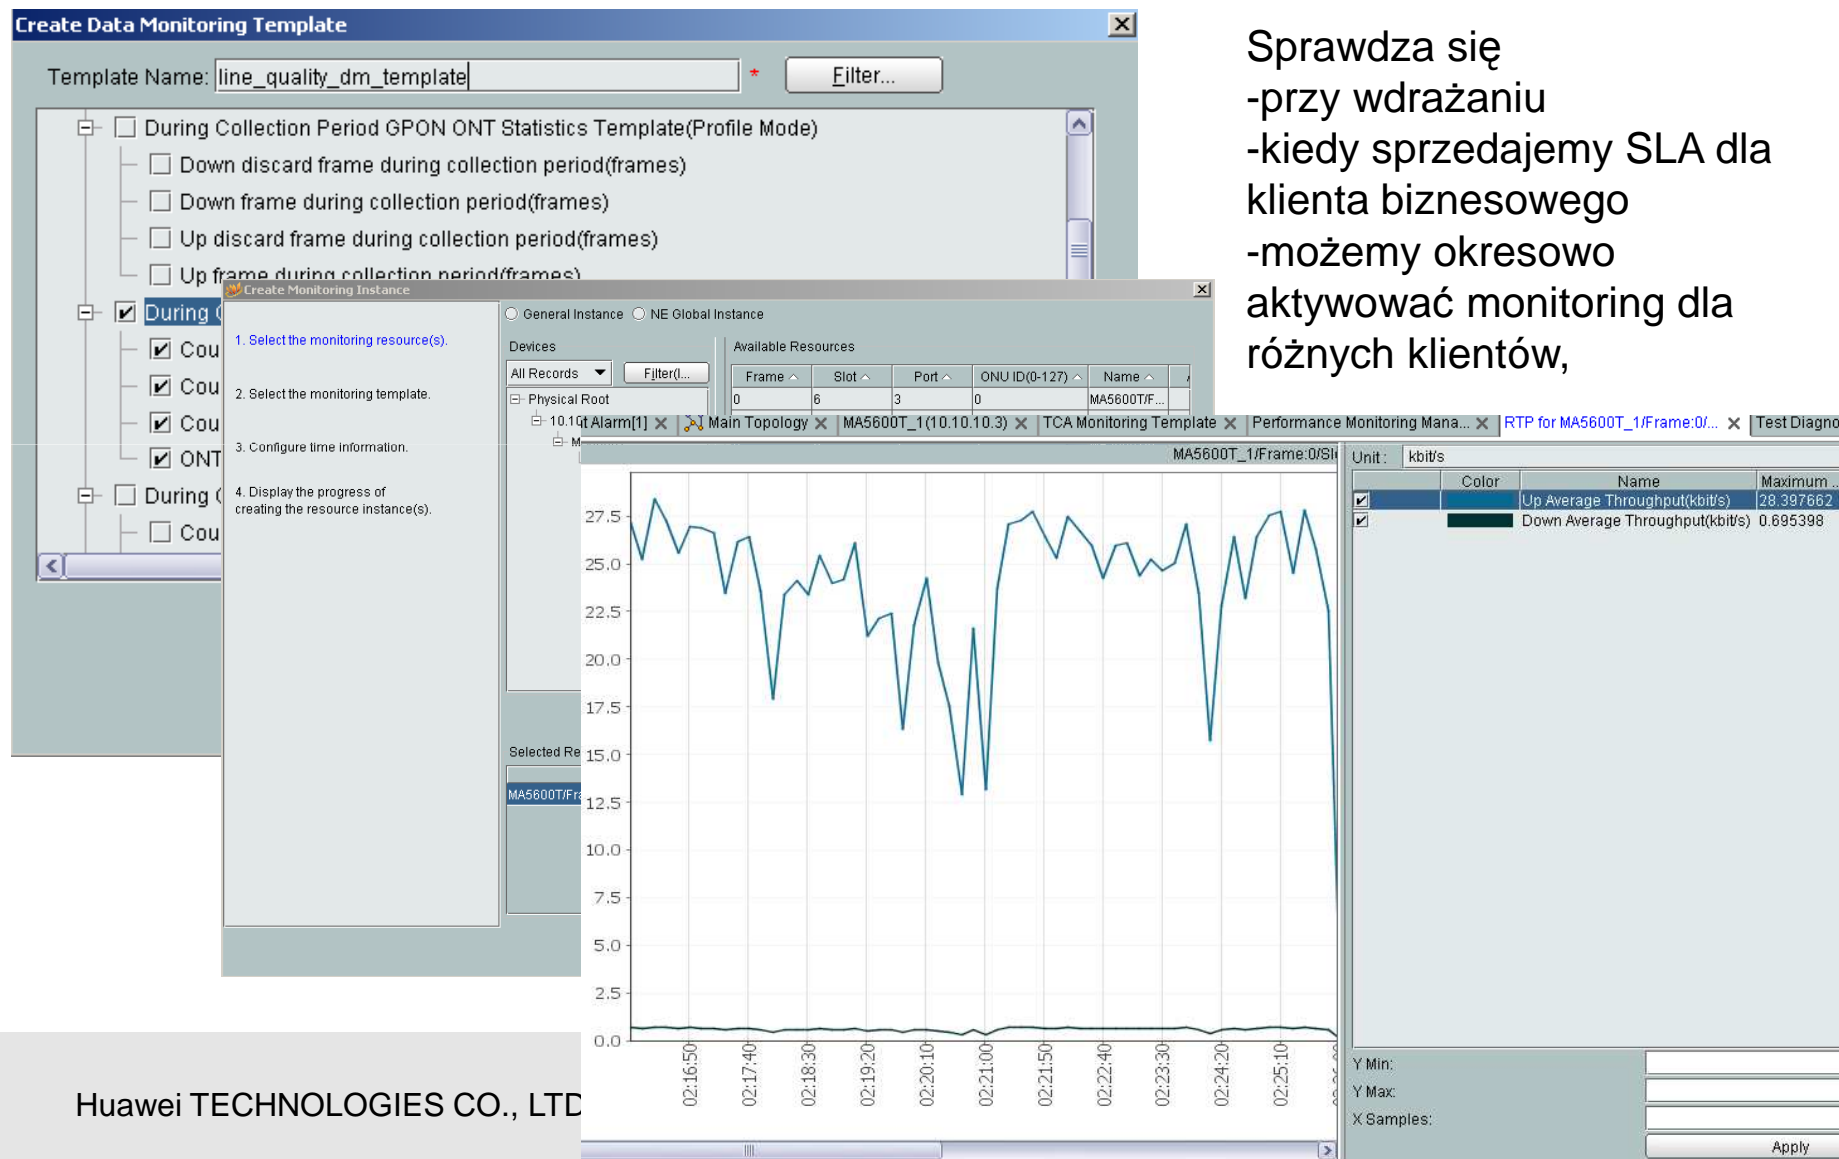 Create Data Monitoring Template
Template Name: line_quality_dm_template * Filter...
During Collection Period GPON ONT Statistics Template(Profile Mode)
Down discard frame during collection period(frames)
Down frame during collection period(frames)
Up discard frame during collection period(frames)
Up frame during collection period(frames)
During
Cou
Cou
Cou
ONT
During
Cou
Sprawdza się
-przy wdrażaniu
-kiedy sprzedajemy SLA dla
klienta biznesowego
-możemy okresowo
aktywować monitoring dla
różnych klientów,
Create Monitoring Instance
1. Select the monitoring resource(s).
2. Select the monitoring template.
3. Configure time information.
4. Display the progress of
creating the resource instance(s).
General Instance NE Global Instance
Devices
All Records Filter(I...
Physical Root
10.10
M
Available Resources
Frame Slot Port ONU ID(0-127) Name
0 6 3 0 MA5600T/F...
Selected Re
MA5600T/Fra
t Alarm[1] Main Topology MA5600T_1(10.10.10.3) TCA Monitoring Template Performance Monitoring Mana... RTP for MA5600T_1/Frame:0/... Test Diagno
MA5600T_1/Frame:0/Sl
27.5
25.0
22.5
20.0
17.5
15.0
12.5
10.0
7.5
5.0
2.5
0.0
02:16:50
02:17:40
02:18:30
02:19:20
02:20:10
02:21:00
02:21:50
02:22:40
02:23:30
02:24:20
02:25:10
Unit: kbit/s
Color Name Maximum ...
Up Average Throughput(kbit/s) 28.397662
Down Average Throughput(kbit/s) 0.695398
Y Min:
Y Max:
X Samples:
Apply
Huawei TECHNOLOGIES CO., LTD